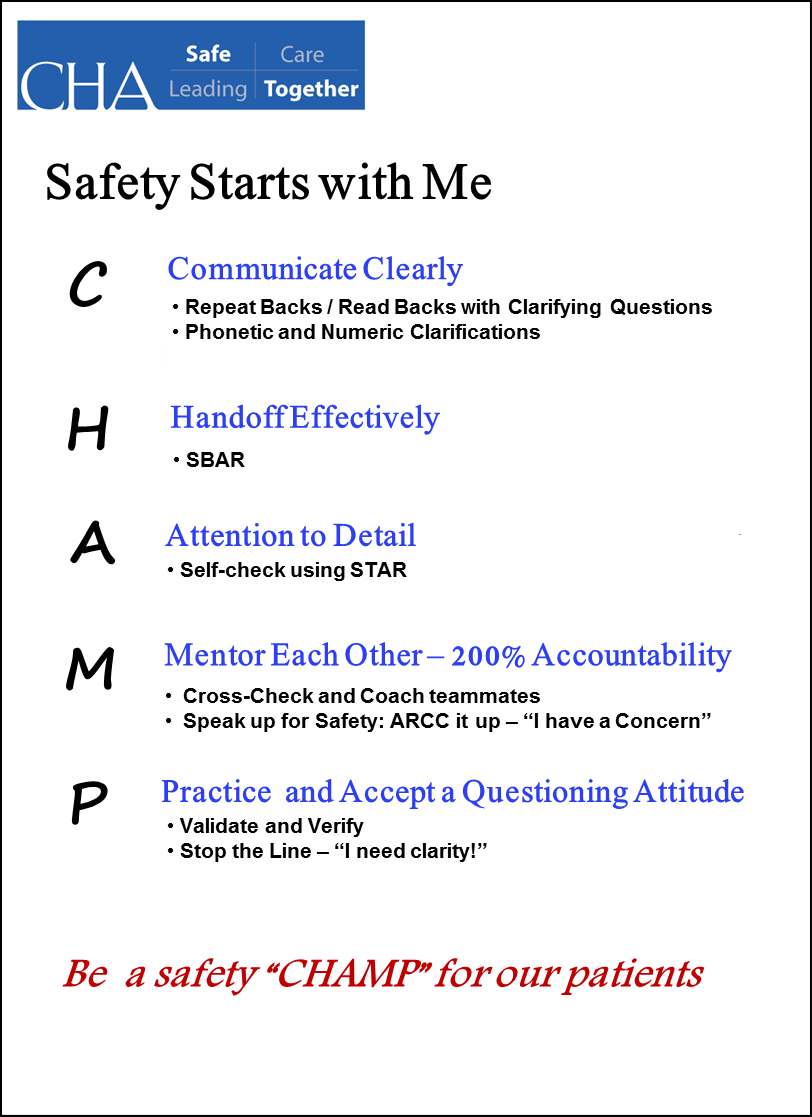 CHA Safe Care
Leading Together
Safety Starts with Me
C Communicate Clearly
• Repeat Backs / Read Backs with Clarifying Questions
• Phonetic and Numeric Clarifications
H Handoff Effectively
• SBAR
A Attention to Detail
• Self-check using STAR
M Mentor Each Other – 200% Accountability
• Cross-Check and Coach teammates
• Speak up for Safety: ARCC it up – “I have a Concern”
P Practice and Accept a Questioning Attitude
• Validate and Verify
• Stop the Line – “I need clarity!”
Be a safety “CHAMP” for our patients